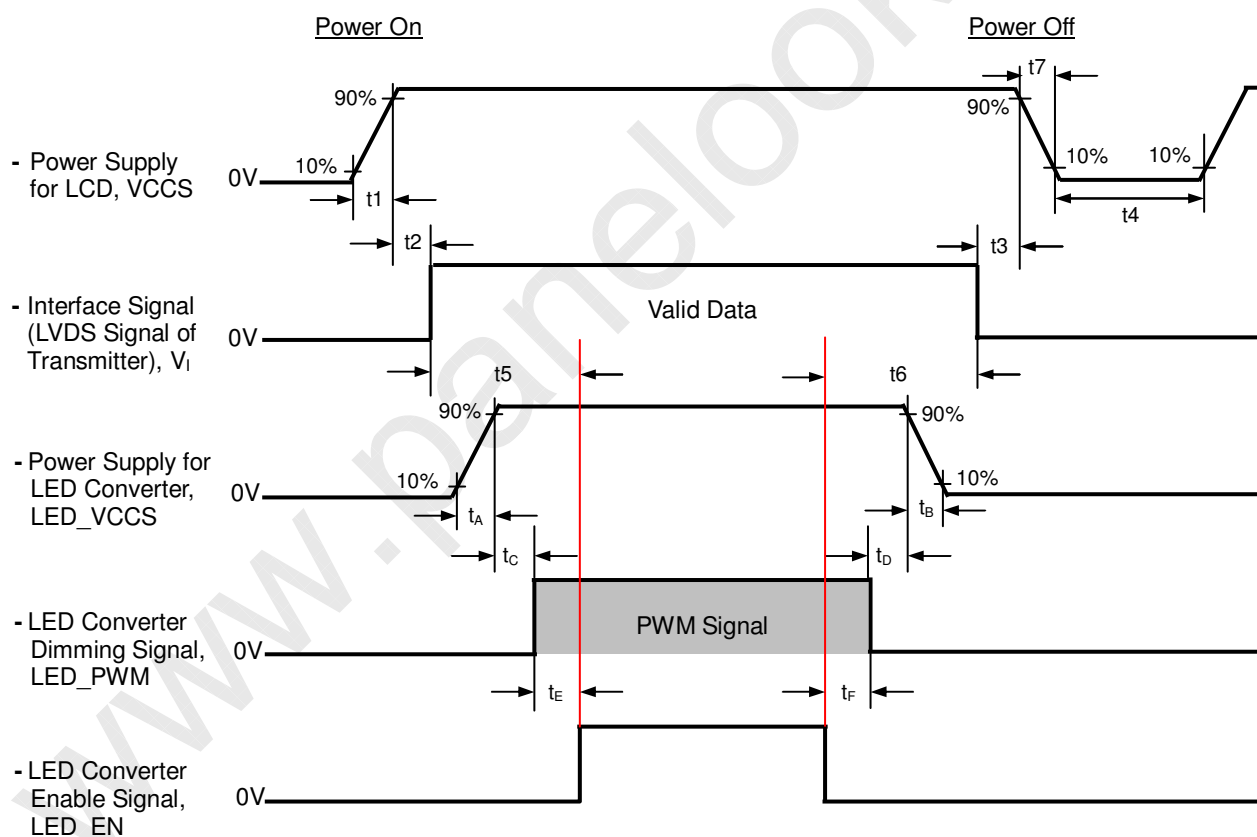 Power On
Power Off
t7
90%
90%
10%
10%
10%
- Power Supply
for LCD, VCCS
0V
t1
t4
t2
t3
- Interface Signal
(LVDS Signal of
Transmitter), VI
0V
Valid Data
t5
t6
90%
90%
- Power Supply for
LED Converter,
LED_VCCS
0V
10%
10%
tA
tB
tC
tD
- LED Converter
Dimming Signal,
LED_PWM
0V
PWM Signal
tE
tF
- LED Converter
Enable Signal,
LED_EN
0V
www.panelook